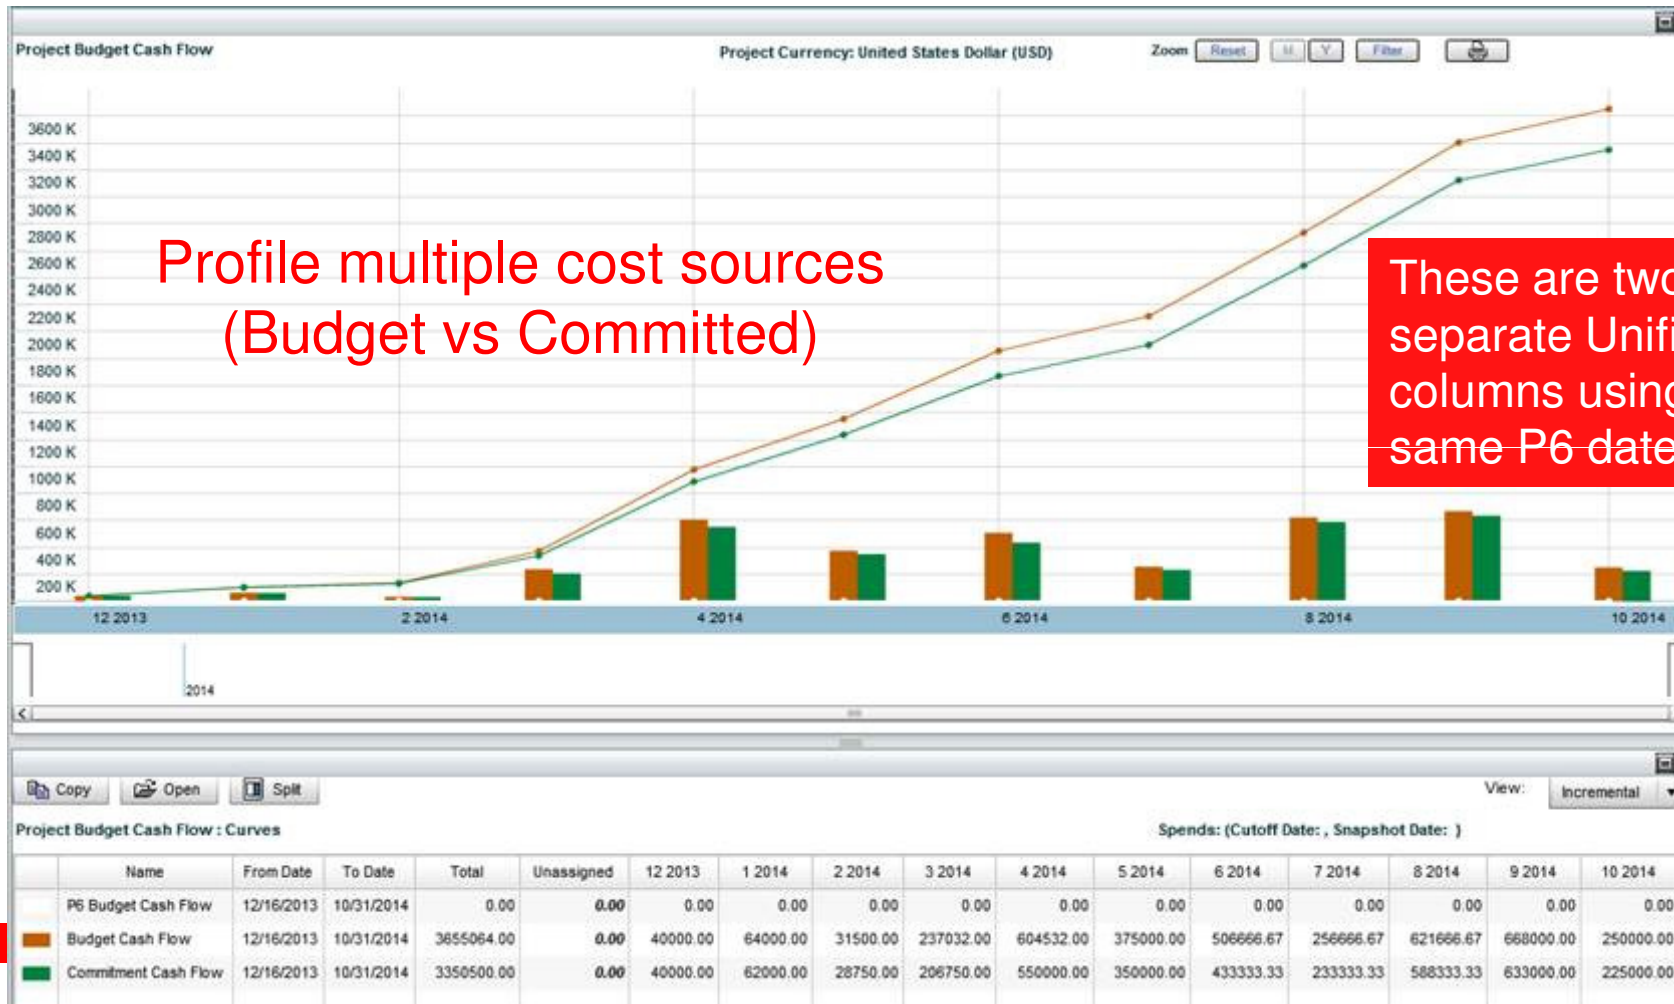 Project Budget Cash Flow
Project Currency: United States Dollar (USD)
Zoom Reset M Y Filter
3600 K
3400 K
3200 K
3000 K
2800 K
2600 K
2400 K
2200 K
2000 K
1800 K
1600 K
1400 K
1200 K
1000 K
800 K
600 K
400 K
200 K
Profile multiple cost sources
(Budget vs Committed)
These are two
separate Unifi
columns using
same P6 date
12 2013 2 2014 4 2014 6 2014 8 2014 10 2014
2014
Copy Open Split View: Incremental
Project Budget Cash Flow : Curves Spends: (Cutoff Date: , Snapshot Date: )
Name From Date To Date Total Unassigned 12 2013 1 2014 2 2014 3 2014 4 2014 5 2014 6 2014 7 2014 8 2014 9 2014 10 2014
P6 Budget Cash Flow 12/16/2013 10/31/2014 0.00 0.00 0.00 0.00 0.00 0.00 0.00 0.00 0.00 0.00 0.00 0.00 0.00
Budget Cash Flow 12/16/2013 10/31/2014 3655064.00 0.00 40000.00 64000.00 31500.00 237032.00 604532.00 375000.00 506666.67 256666.67 621666.67 668000.00 250000.00
Commitment Cash Flow 12/16/2013 10/31/2014 3350500.00 0.00 40000.00 62000.00 28750.00 206750.00 550000.00 350000.00 433333.33 233333.33 588333.33 633000.00 225000.00